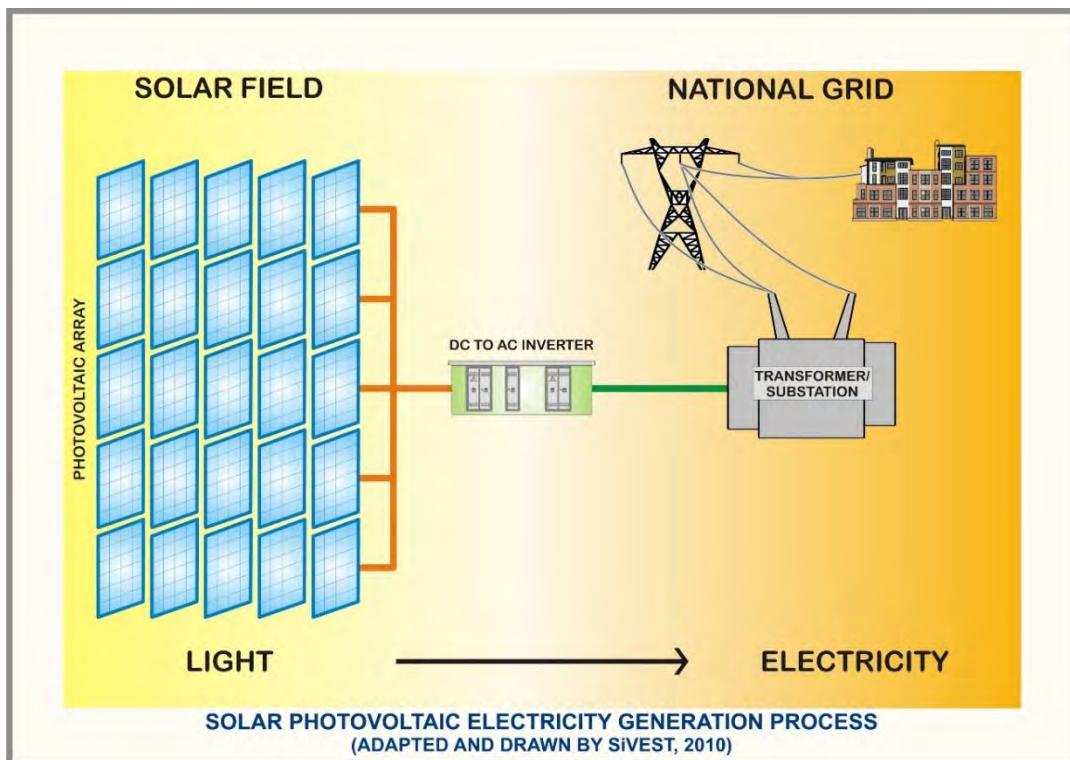 SOLAR FIELD
NATIONAL GRID
PHOTOVOLTAIC ARRAY
DC TO AC INVERTER
TRANSFORMER/
SUBSTATION
LIGHT
ELECTRICITY
SOLAR PHOTOVOLTAIC ELECTRICITY GENERATION PROCESS
(ADAPTED AND DRAWN BY SiVEST, 2010)